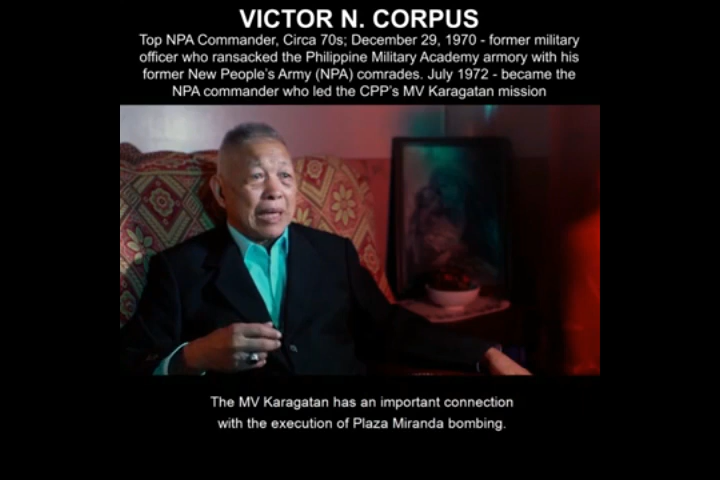 VICTOR N. CORPUS
Top NPA Commander, Circa 70s; December 29, 1970 - former military
officer who ransacked the Philippine Military Academy armory with his
former New People's Army (NPA) comrades. July 1972 - became the
NPA commander who led the CPP's MV Karagatan mission
The MV Karagatan has an important connection
with the execution of Plaza Miranda bombing.